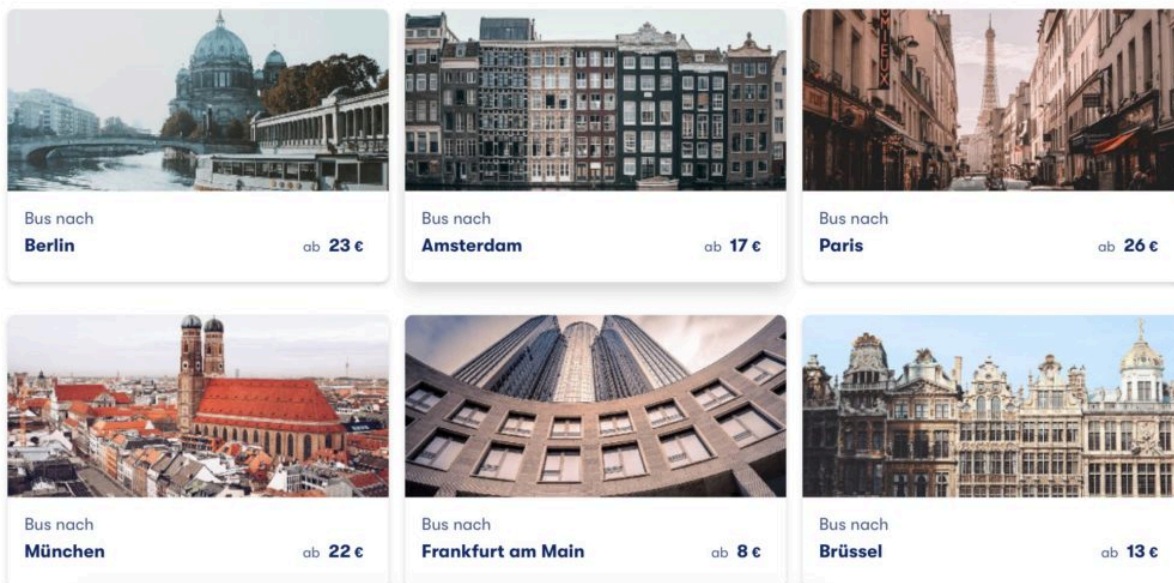 Bus nach
Berlin ab 23 €
Bus nach
Amsterdam ab 17 €
Bus nach
Paris ab 26 €
Bus nach
München ab 22 €
Bus nach
Frankfurt am Main ab 8 €
Bus nach
Brüssel ab 13 €